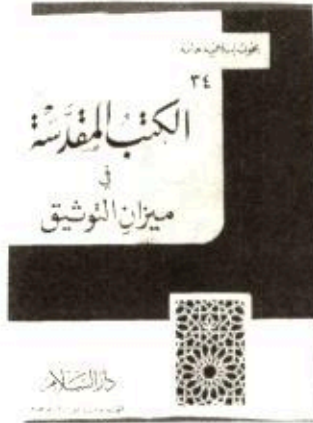 بحوث إسلامية هامة
٣٤
الكتب المقدسة
في
ميزان التوثيق
دار السلام